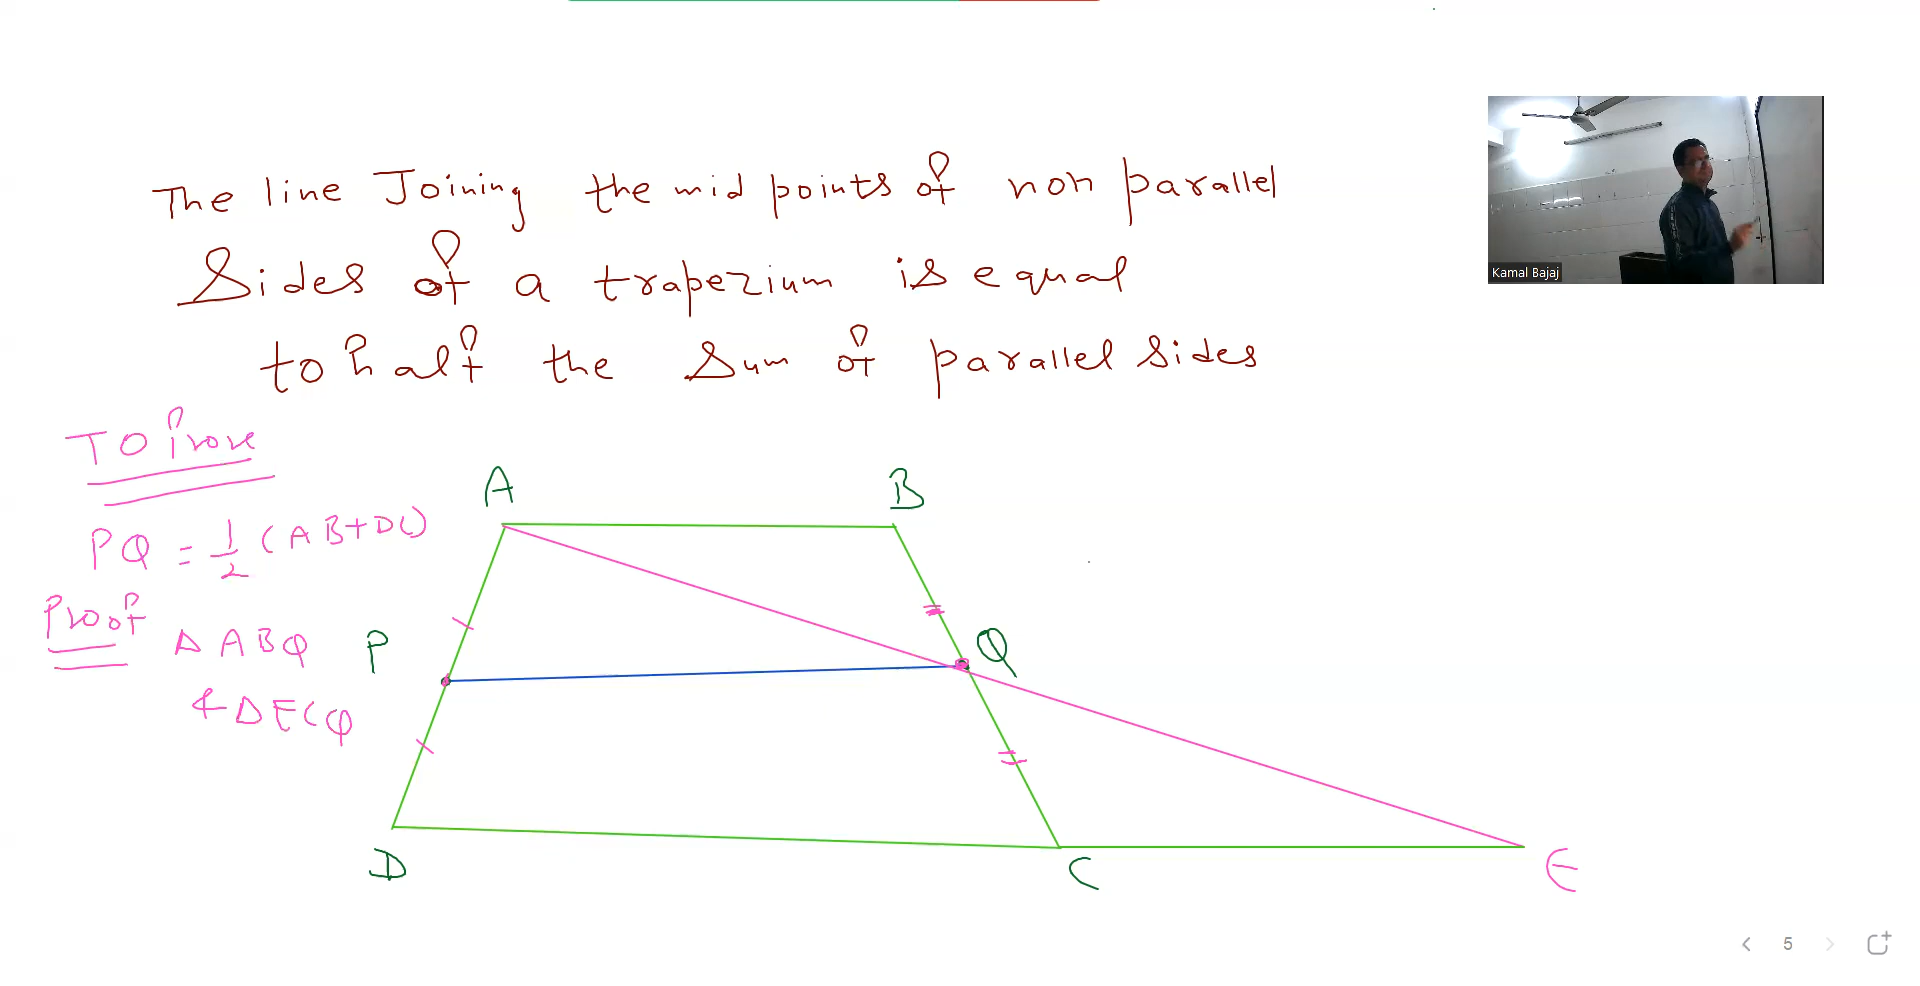 The line Joining the mid points of non parallel
Sides of a trapezium is equal
to half the Sum of parallel sides
To Prove
PQ = 1/2 (AB+DC)
Proof Δ ABQ
& Δ ECQ
A
B
P
Q
D
C
E
Kamal Bajaj
5